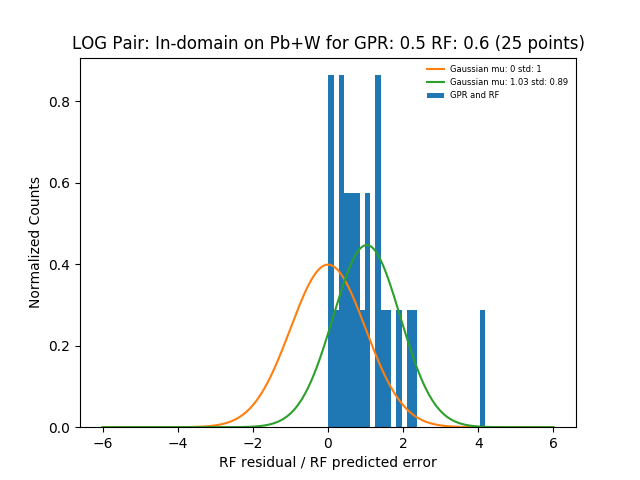 LOG Pair: In-domain on Pb+W for GPR: 0.5 RF: 0.6 (25 points)
Gaussian mu: 0 std: 1
Gaussian mu: 1.03 std: 0.89
GPR and RF
Normalized Counts
0.8
0.6
0.4
0.2
0.0
−6 −4 −2 0 2 4 6
RF residual / RF predicted error